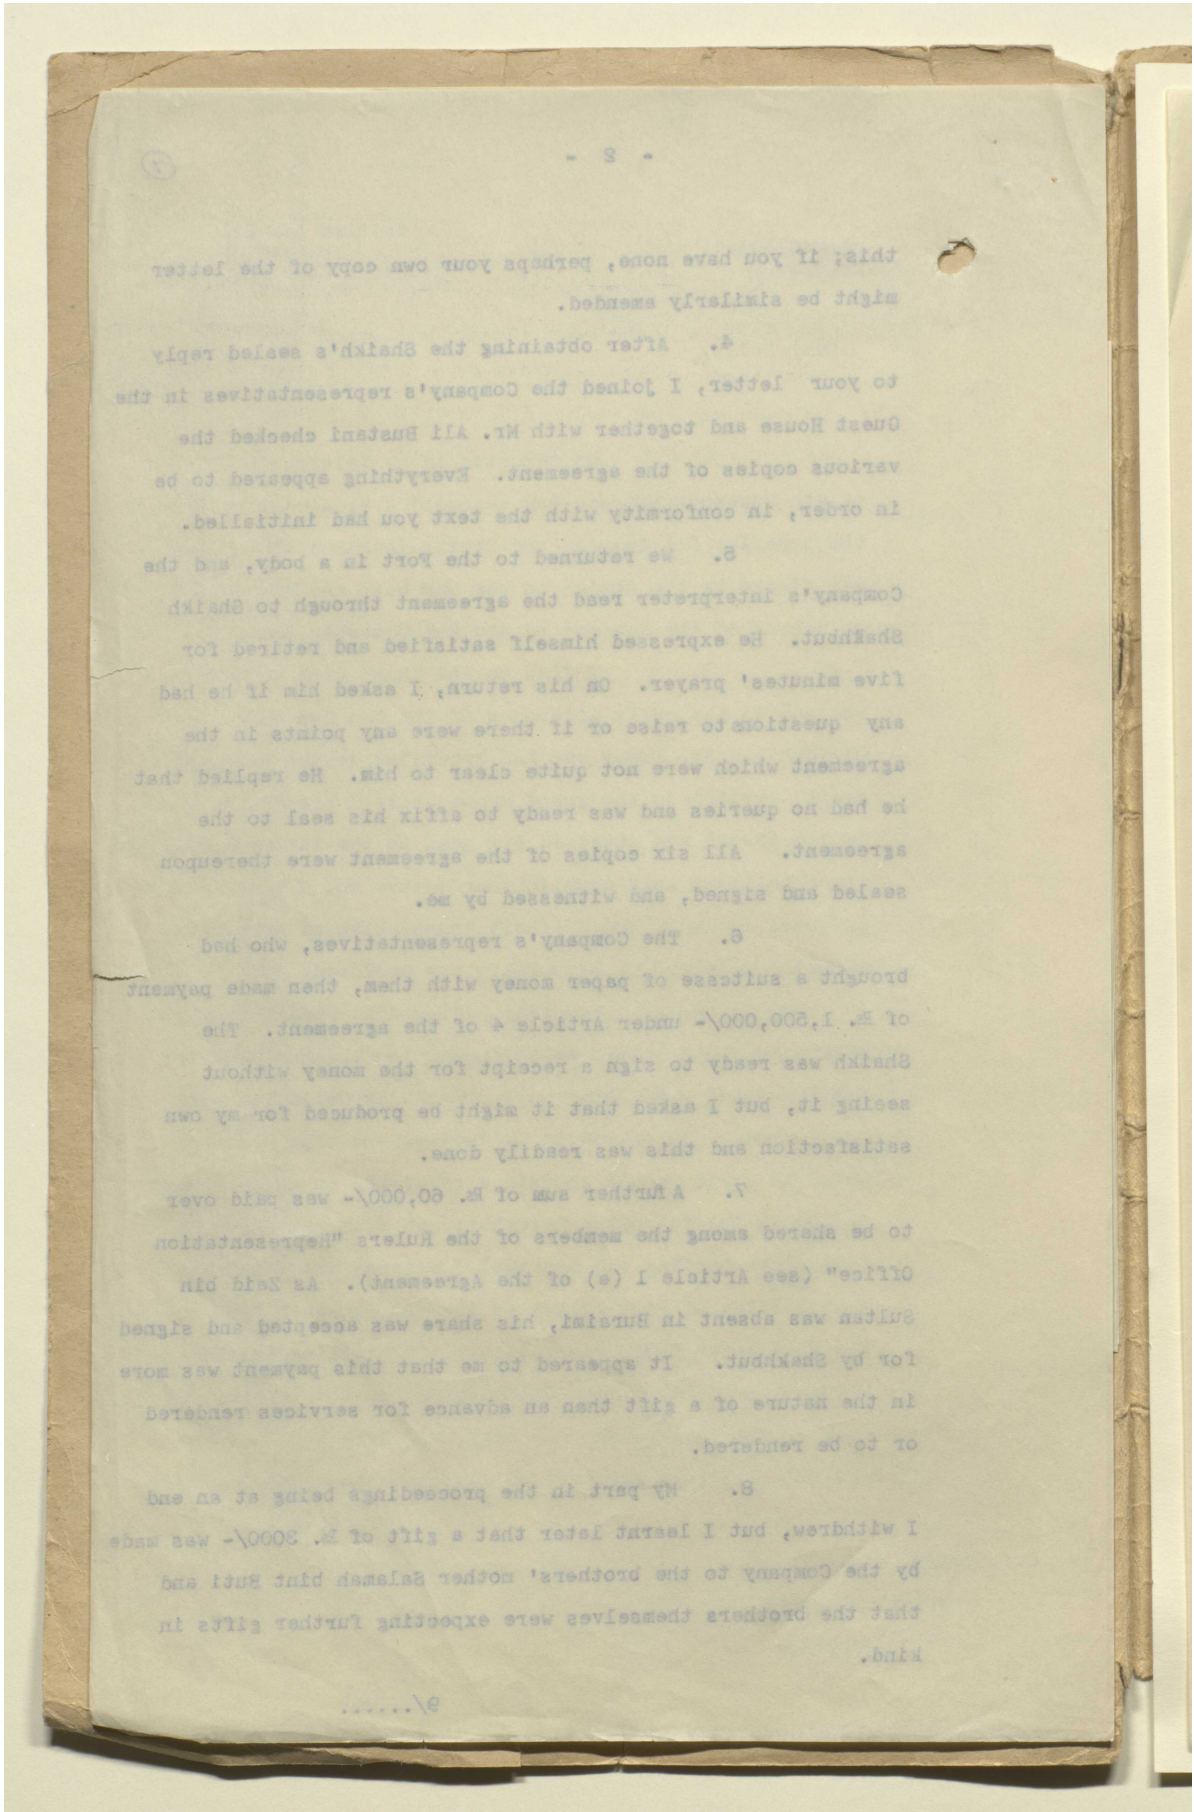 - 2 -
this; if you have none, perhaps your own copy of the letter
might be similarly amended.
4. After obtaining the Shaikh's sealed reply
to your letter, I joined the Company's representatives in the
Guest House and together with Mr. Ali Bustani checked the
various copies of the agreement. Everything appeared to be
in order, in conformity with the text you had initialled.
5. We returned to the Fort in a body, and the
Company's interpreter read the agreement through to Shaikh
Shakhbut. He expressed himself satisfied and retired for
five minutes' prayer. On his return, I asked him if he had
any questions to raise or if there were any points in the
agreement which were not quite clear to him. He replied that
he had no queries and was ready to affix his seal to the
agreement. All six copies of the agreement were thereupon
sealed and signed, and witnessed by me.
6. The Company's representatives, who had
brought a suitcase of paper money with them, then made payment
of Rs. 1,500,000/- under Article 4 of the agreement. The
Shaikh was ready to sign a receipt for the money without
seeing it, but I asked that it might be produced for my own
satisfaction and this was readily done.
7. A further sum of Rs. 60,000/- was paid over
to be shared among the members of the Rulers "Representation
Office" (see Article 1 (e) of the Agreement). As Zeid bin
Sultan was absent in Buraimi, his share was accepted and signed
for by Shakhbut. It appeared to me that this payment was more
in the nature of a gift than an advance for services rendered
or to be rendered.
8. My part in the proceedings being at an end
I withdrew, but I learnt later that a gift of Rs. 3000/- was made
by the Company to the brothers' mother Salamah bint Buti and
that the brothers themselves were expecting further gifts in
kind.
9/......